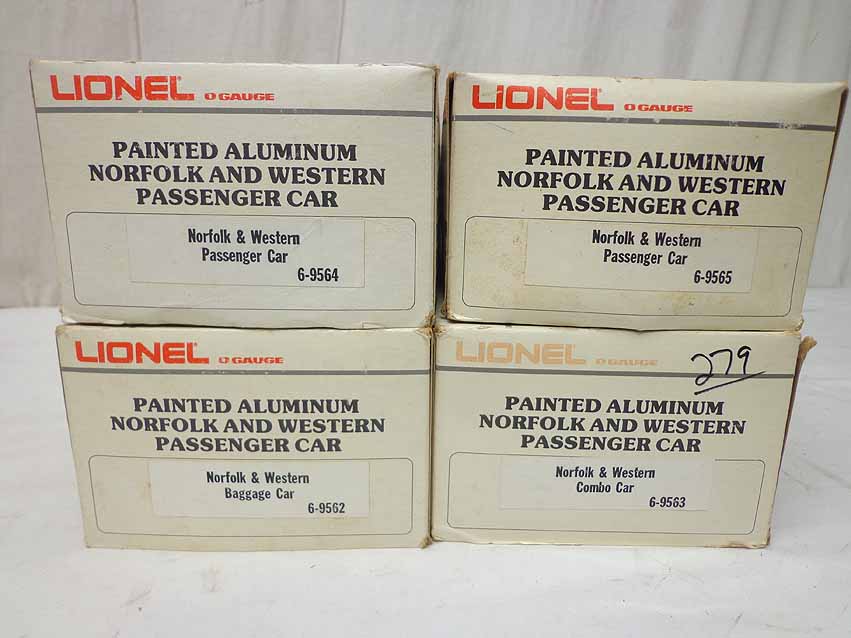 LIONEL O GAUGE
PAINTED ALUMINUM
NORFOLK AND WESTERN
PASSENGER CAR
Norfolk & Western
Passenger Car
6-9564
LIONEL O GAUGE
PAINTED ALUMINUM
NORFOLK AND WESTERN
PASSENGER CAR
Norfolk & Western
Passenger Car
6-9565
LIONEL O GAUGE
PAINTED ALUMINUM
NORFOLK AND WESTERN
PASSENGER CAR
Norfolk & Western
Baggage Car
6-9562
LIONEL O GAUGE
279
PAINTED ALUMINUM
NORFOLK AND WESTERN
PASSENGER CAR
Norfolk & Western
Combo Car
6-9563